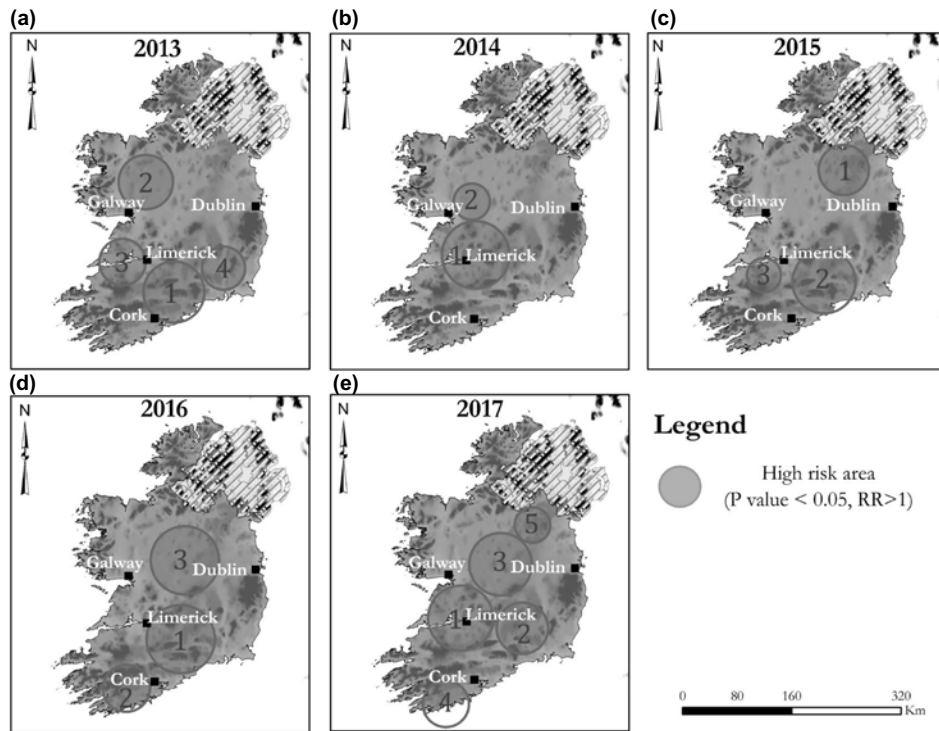 (a)
N
2013
2
Galway
Dublin
Limerick
3
4
1
Cork
(b)
N
2014
2
Galway
Dublin
1 Limerick
Cork
(c)
N
2015
1
Galway
Dublin
Limerick
3
2
Cork
(d)
N
2016
3
Galway
Dublin
Limerick
1
Cork
2
(e)
N
2017
5
3
Galway
Dublin
1 Limerick
2
Cork
4
Legend
High risk area
(P value < 0.05, RR>1)
0 80 160 320
Km